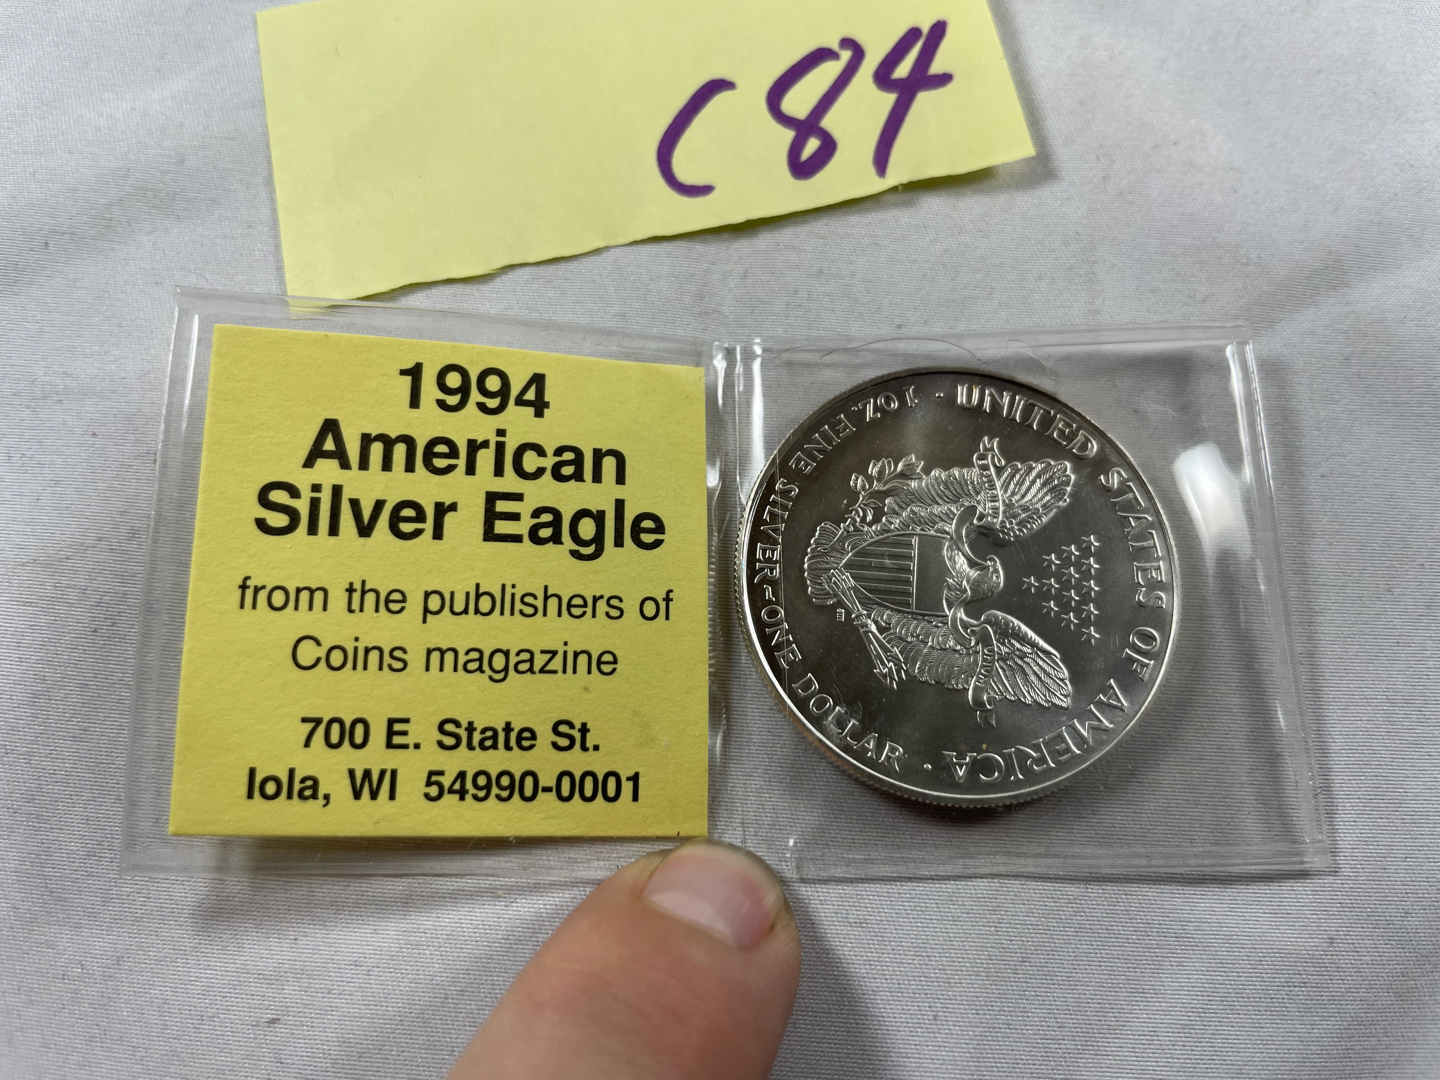 C84
1994
American
Silver Eagle
from the publishers of
Coins magazine
700 E. State St.
Iola, WI 54990-0001
UNITED STATES OF AMERICA
1 OZ. FINE SILVER~ONE DOLLAR